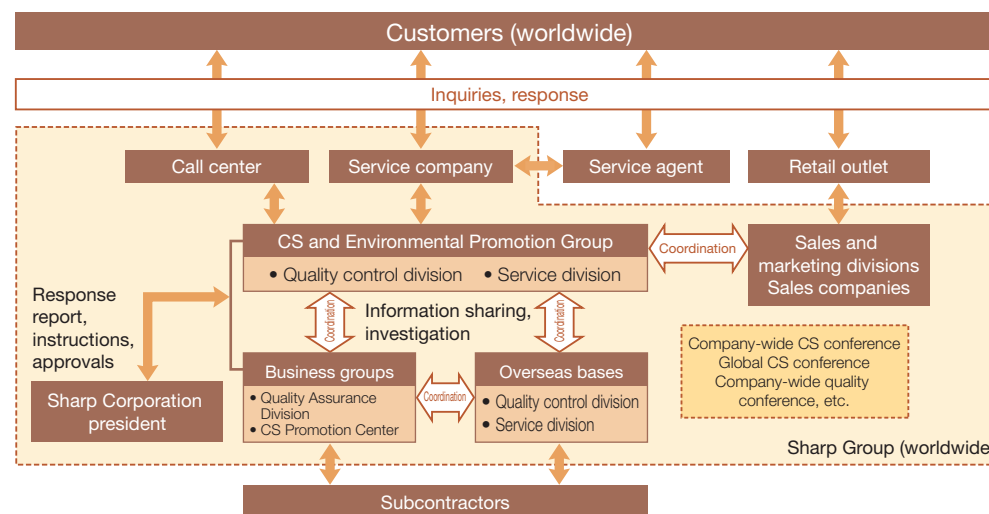 Customers (worldwide)
Inquiries, response
Call center
Service company
Service agent
Retail outlet
CS and Environmental Promotion Group
• Quality control division • Service division
Coordination
Sales and
marketing divisions
Sales companies
Response
report,
instructions,
approvals
Coordination
Information sharing,
investigation
Coordination
Company-wide CS conference
Global CS conference
Company-wide quality
conference, etc.
Sharp Corporation
president
Business groups
• Quality Assurance
Division
• CS Promotion Center
Coordination
Overseas bases
• Quality control division
• Service division
Sharp Group (worldwide
Subcontractors